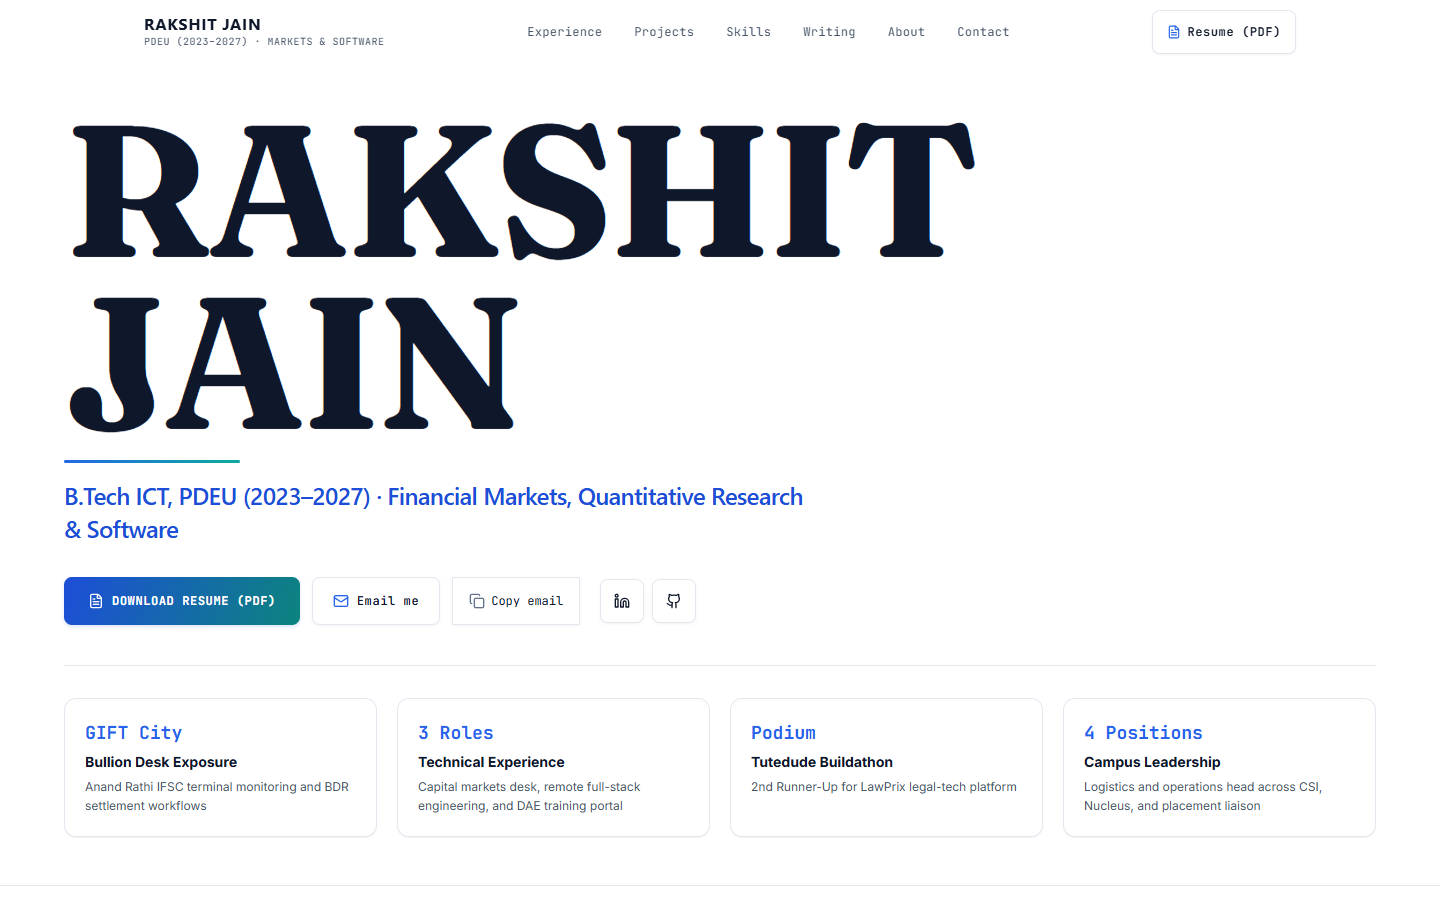 RAKSHIT JAIN
PDEU (2023–2027) · MARKETS & SOFTWARE
Experience
Projects
Skills
Writing
About
Contact
Resume (PDF)
RAKSHIT
JAIN
B.Tech ICT, PDEU (2023–2027) · Financial Markets, Quantitative Research
& Software
DOWNLOAD RESUME (PDF)
Email me
Copy email
GIFT City
Bullion Desk Exposure
Anand Rathi IFSC terminal monitoring and BDR
settlement workflows
3 Roles
Technical Experience
Capital markets desk, remote full-stack
engineering, and DAE training portal
Podium
Tutedude Buildathon
2nd Runner-Up for LawPrix legal-tech platform
4 Positions
Campus Leadership
Logistics and operations head across CSI,
Nucleus, and placement liaison